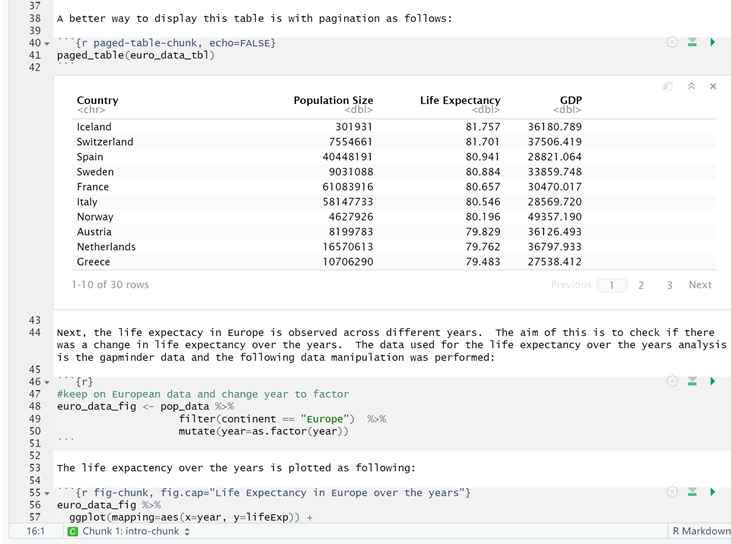 37
38 A better way to display this table is with pagination as follows:
39
40 ```{r paged-table-chunk, echo=FALSE}
41 paged_table(euro_data_tbl)
42 ```
Country Population Size Life Expectancy GDP
<chr> <dbl> <dbl> <dbl>
Iceland 301931 81.757 36180.789
Switzerland 7554661 81.701 37506.419
Spain 40448191 80.941 28821.064
Sweden 9031088 80.884 33859.748
France 61083916 80.657 30470.017
Italy 58147733 80.546 28569.720
Norway 4627926 80.196 49357.190
Austria 8199783 79.829 36126.493
Netherlands 16570613 79.762 36797.933
Greece 10706290 79.483 27538.412
1-10 of 30 rows Previous 1 2 3 Next
43
44 Next, the life expectacy in Europe is observed across different years. The aim of this is to check if there
was a change in life expectancy over the years. The data used for the life expectancy over the years analysis
is the gapminder data and the following data manipulation was performed:
45
46 ```{r}
47 #keep on European data and change year to factor
48 euro_data_fig <- pop_data %>%
49 filter(continent == "Europe") %>%
50 mutate(year=as.factor(year))
51 ```
52
53 The life expactency over the years is plotted as following:
54
55 ```{r fig-chunk, fig.cap="Life Expectancy in Europe over the years"}
56 euro_data_fig %>%
57 ggplot(mapping=aes(x=year, y=lifeExp)) +
16:1 C Chunk 1: intro-chunk R Markdown